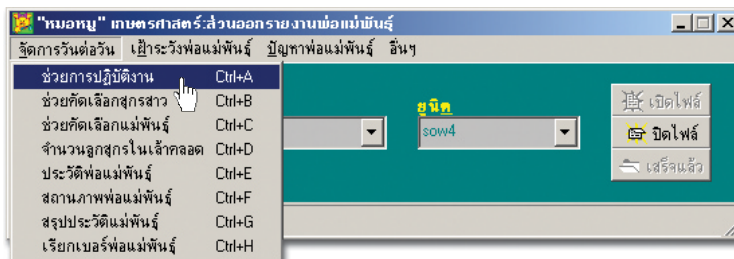 "หมอหมู" เกษตรศาสตร์:ส่วนออกรายงานพ่อแม่พันธุ์
จัดการวันต่อวัน เฝ้าระวังพ่อแม่พันธุ์ ปัญหาพ่อแม่พันธุ์ อื่นๆ
ช่วยการปฏิบัติงาน Ctrl+A
ช่วยคัดเลือกสุกรสาว Ctrl+B
ช่วยคัดเลือกแม่พันธุ์ Ctrl+C
จำนวนลูกสุกรในเล้าคลอด Ctrl+D
ประวัติพ่อแม่พันธุ์ Ctrl+E
สถานภาพพ่อแม่พันธุ์ Ctrl+F
สรุปประวัติแม่พันธุ์ Ctrl+G
เรียกเบอร์พ่อแม่พันธุ์ Ctrl+H
ยูนิต
sow4
เปิดไฟล์
ปิดไฟล์
เสร็จแล้ว